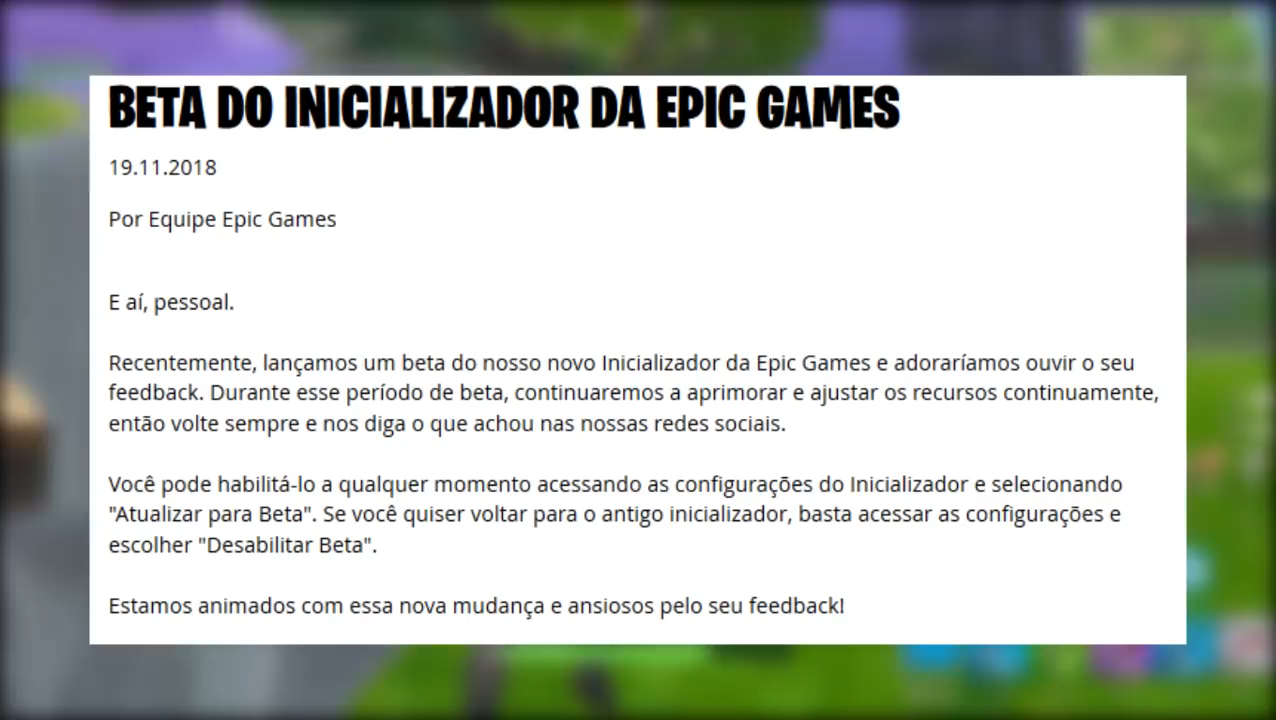 BETA DO INICIALIZADOR DA EPIC GAMES
19.11.2018
Por Equipe Epic Games
E aí, pessoal.
Recentemente, lançamos um beta do nosso novo Inicializador da Epic Games e adoraríamos ouvir o seu
feedback. Durante esse período de beta, continuaremos a aprimorar e ajustar os recursos continuamente,
então volte sempre e nos diga o que achou nas nossas redes sociais.
Você pode habilitá-lo a qualquer momento acessando as configurações do Inicializador e selecionando
"Atualizar para Beta". Se você quiser voltar para o antigo inicializador, basta acessar as configurações e
escolher "Desabilitar Beta".
Estamos animados com essa nova mudança e ansiosos pelo seu feedback!